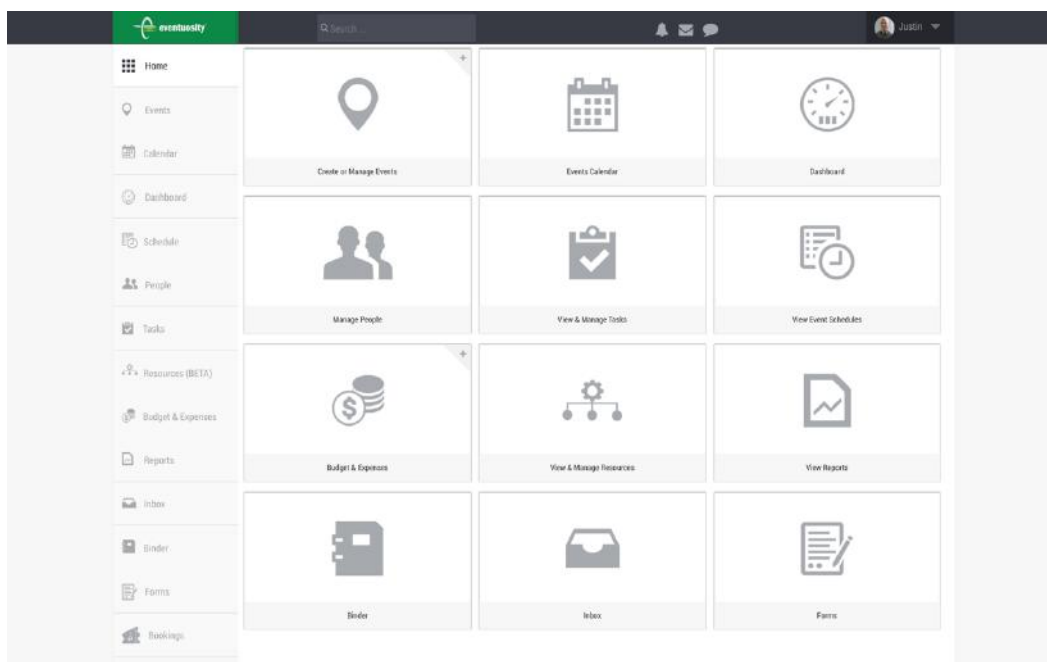 eventuosity
Search ...
Justin
Home
Events
Calendar
Dashboard
Schedule
People
Tasks
Resources (BETA)
Budget & Expenses
Reports
Inbox
Binder
Forms
Bookings
+
Create or Manage Events
Events Calendar
Dashboard
Manage People
View & Manage Tasks
View Event Schedules
+
$
Budget & Expenses
View & Manage Resources
View Reports
Binder
Inbox
Forms